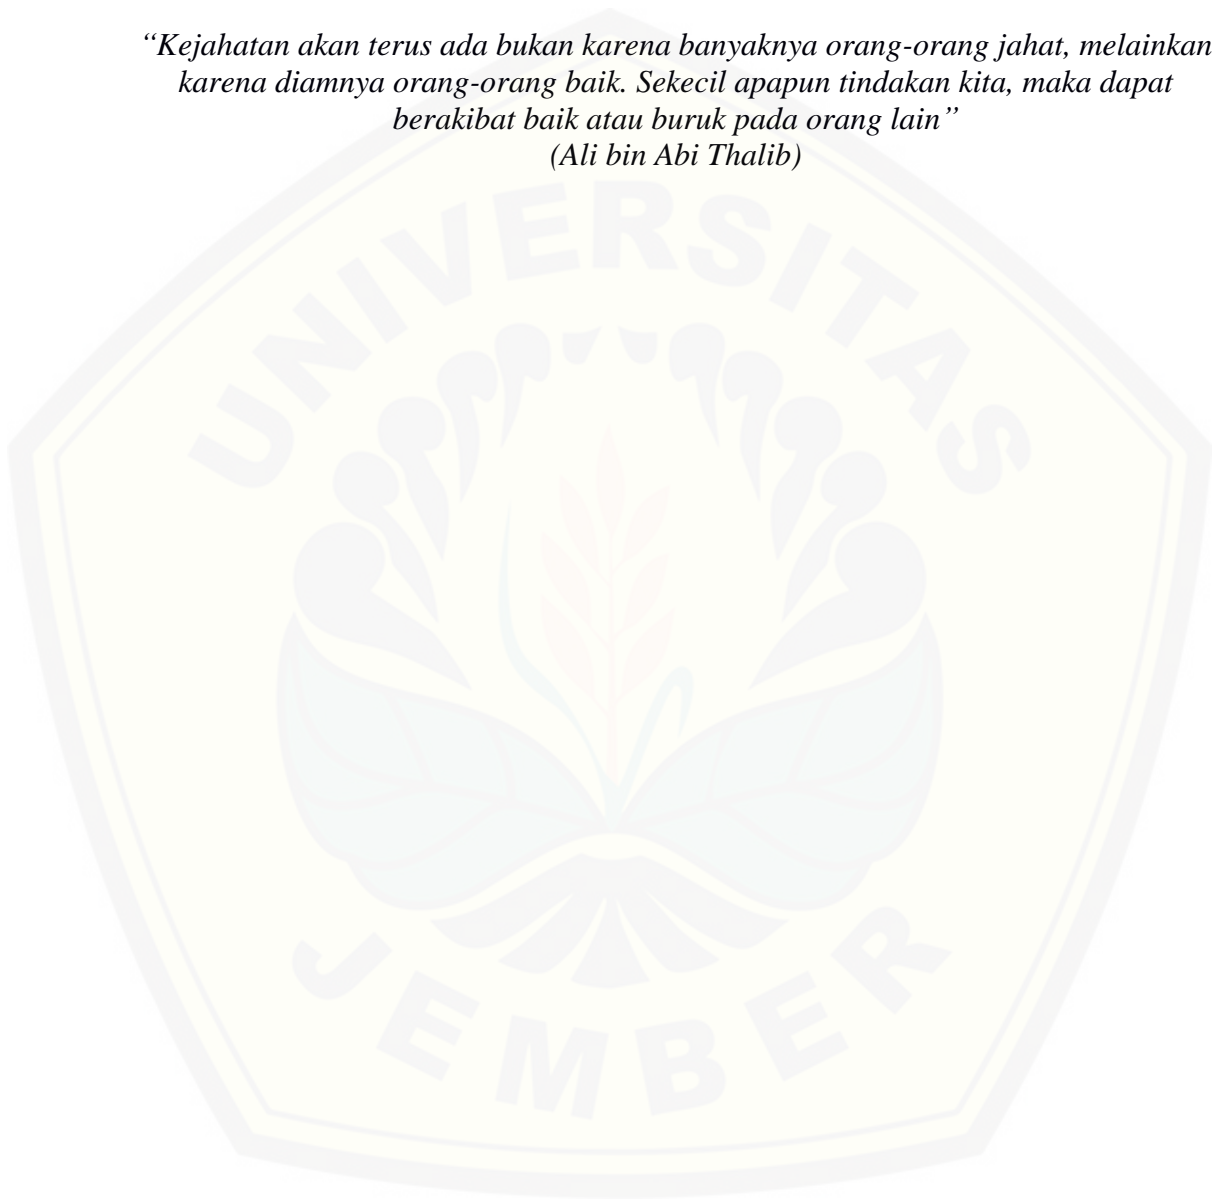 “Kejahatan akan terus ada bukan karena banyaknya orang-orang jahat, melainkan
karena diamnya orang-orang baik. Sekecil apapun tindakan kita, maka dapat
berakibat baik atau buruk pada orang lain”
(Ali bin Abi Thalib)
UNIVERSITAS
JEMBER